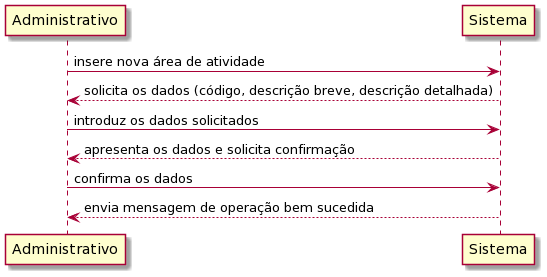 Administrativo Sistema
insere nova área de atividade
solicita os dados (código, descrição breve, descrição detalhada)
introduz os dados solicitados
apresenta os dados e solicita confirmação
confirma os dados
envia mensagem de operação bem sucedida
Administrativo Sistema